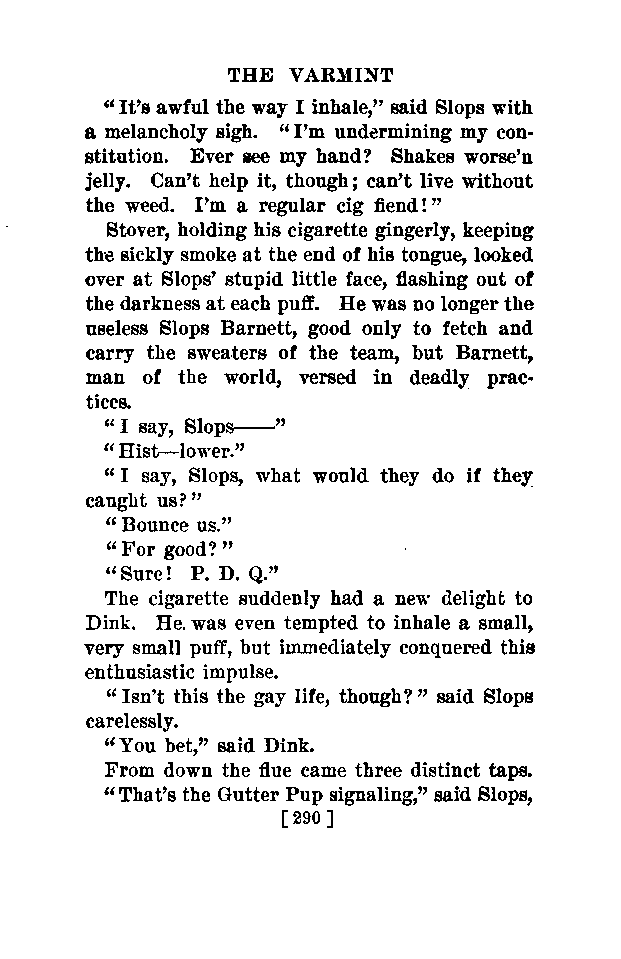 THE VARMINT
"It's awful the way I inhale," said Slops with
a melancholy sigh. "I'm undermining my con-
stitution. Ever see my hand? Shakes worse'n
jelly. Can't help it, though; can't live without
the weed. I'm a regular cig fiend!"
Stover, holding his cigarette gingerly, keeping
the sickly smoke at the end of his tongue, looked
over at Slops' stupid little face, flashing out of
the darkness at each puff. He was no longer the
useless Slops Barnett, good only to fetch and
carry the sweaters of the team, but Barnett,
man of the world, versed in deadly prac-
tices.
"I say, Slops——"
"Hist—lower."
"I say, Slops, what would they do if they
caught us?"
"Bounce us."
"For good?"
"Sure! P. D. Q."
The cigarette suddenly had a new delight to
Dink. He was even tempted to inhale a small,
very small puff, but immediately conquered this
enthusiastic impulse.
"Isn't this the gay life, though?" said Slops
carelessly.
"You bet," said Dink.
From down the flue came three distinct taps.
"That's the Gutter Pup signaling," said Slops,
[290]